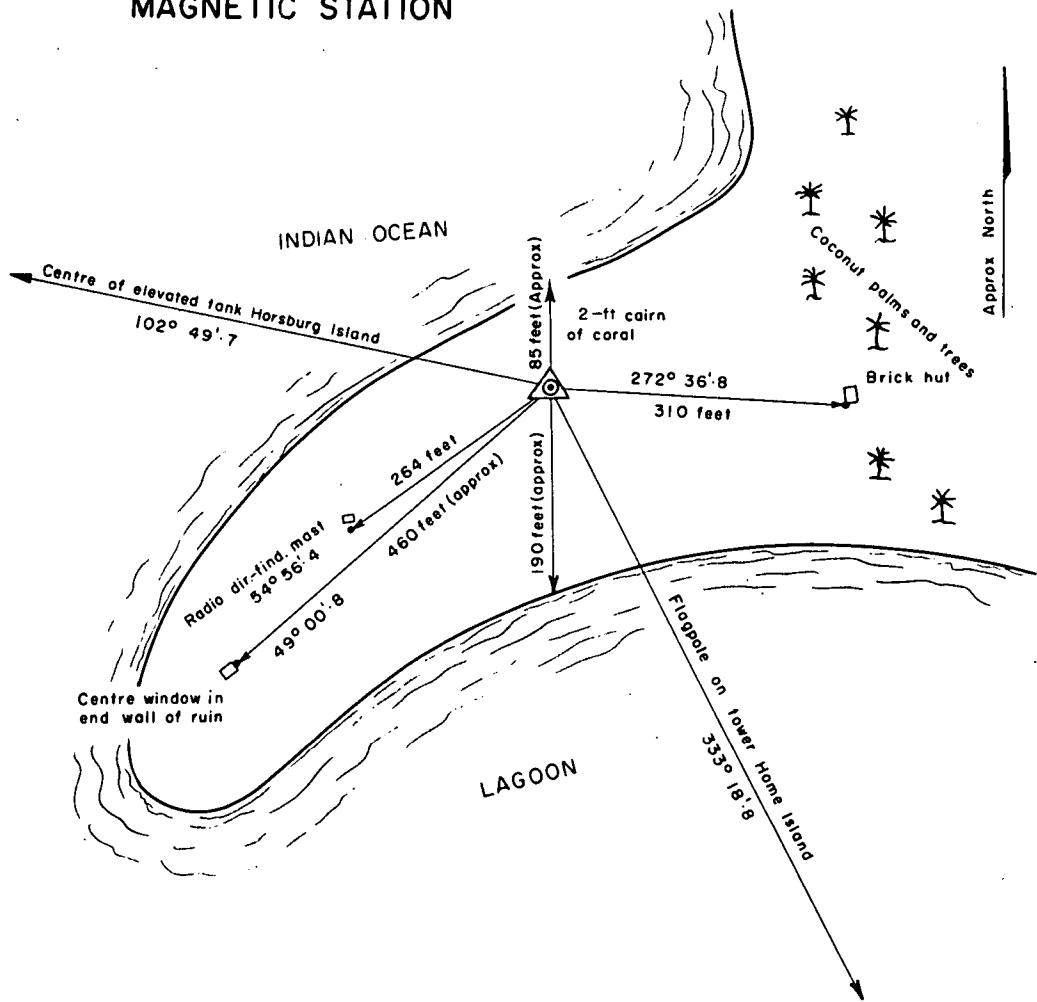 MAGNETIC STATION
INDIAN OCEAN
Centre of elevated tank Horsburg Island
102° 49'·7
85 feet (Approx)
2-ft cairn
of coral
Approx North
Coconut palms and trees
Brick hut
272° 36'·8
310 feet
264 feet
460 feet (approx)
190 feet (approx)
Radio dir-find. mast
54° 56'·4
49° 00'·8
Centre window in
end wall of ruin
Flagpole on tower Home Island
333° 18'·8
LAGOON